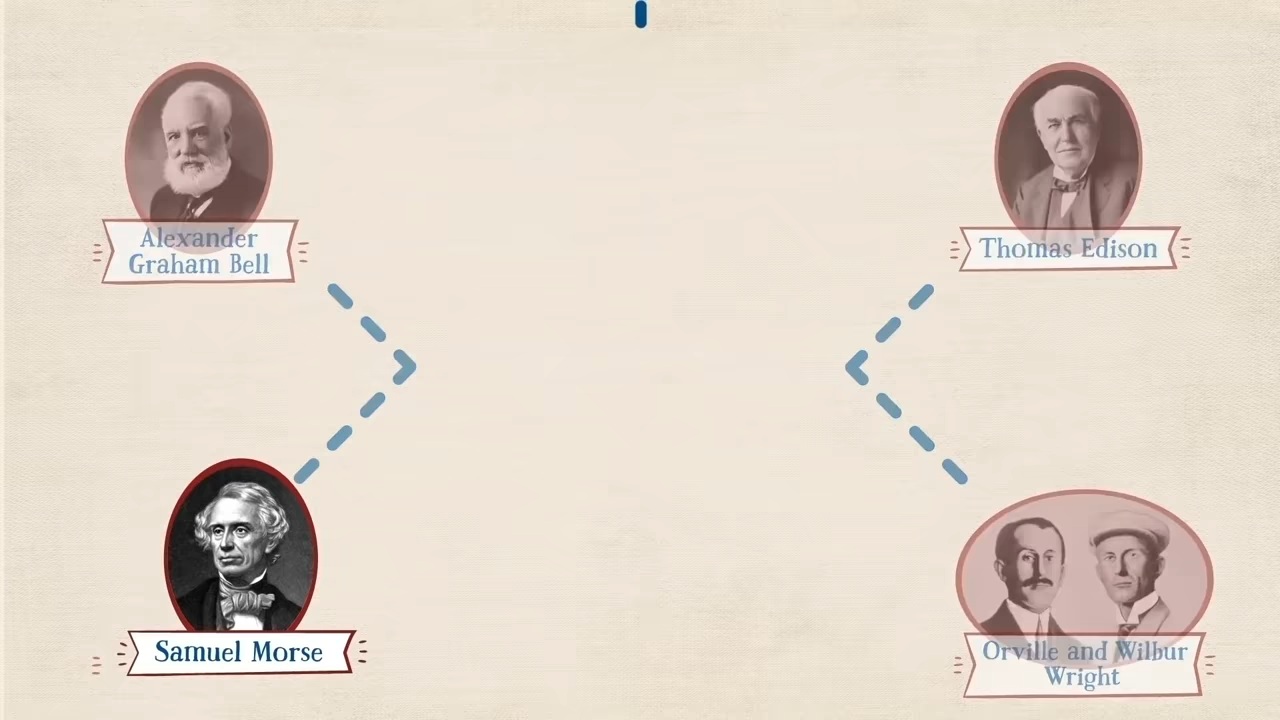 Alexander
Graham Bell
Thomas Edison
Samuel Morse
Orville and Wilbur
Wright